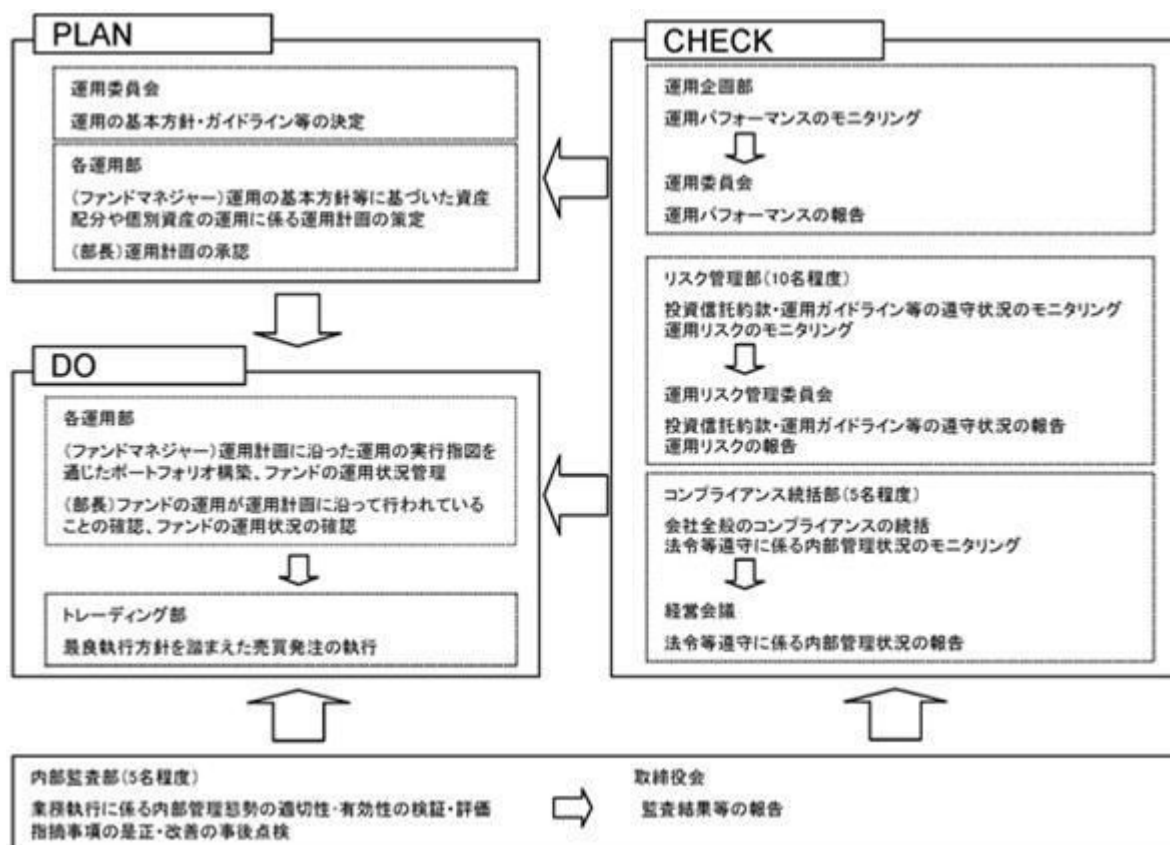 PLAN
運用委員会
運用の基本方針・ガイドライン等の決定
各運用部
(ファンドマネジャー)運用の基本方針等に基づいた資産
配分や個別資産の運用に係る運用計画の策定
(部長)運用計画の承認
DO
各運用部
(ファンドマネジャー)運用計画に沿った運用の実行指図を
通じたポートフォリオ構築、ファンドの運用状況管理
(部長)ファンドの運用が運用計画に沿って行われている
ことの確認、ファンドの運用状況の確認
トレーディング部
最良執行方針を踏まえた売買発注の執行
CHECK
運用企画部
運用パフォーマンスのモニタリング
運用委員会
運用パフォーマンスの報告
リスク管理部(10名程度)
投資信託約款・運用ガイドライン等の遵守状況のモニタリング
運用リスクのモニタリング
運用リスク管理委員会
投資信託約款・運用ガイドライン等の遵守状況の報告
運用リスクの報告
コンプライアンス統括部(5名程度)
会社全般のコンプライアンスの統括
法令等遵守に係る内部管理状況のモニタリング
経営会議
法令等遵守に係る内部管理状況の報告
内部監査部(5名程度)
業務執行に係る内部管理態勢の適切性・有効性の検証・評価
指摘事項の是正・改善の事後点検
取締役会
監査結果等の報告